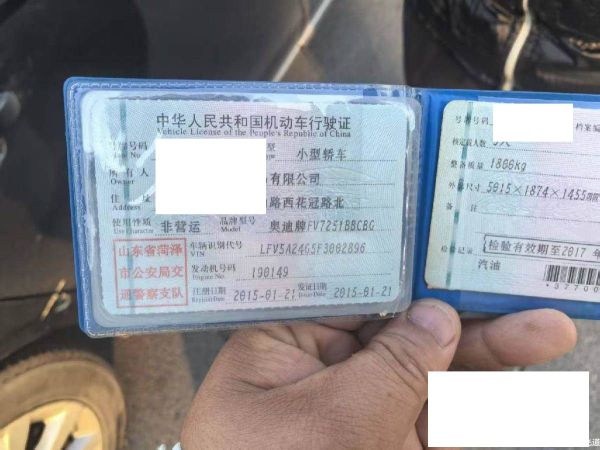 中华人民共和国机动车行驶证
Vehicle License of the People's Republic of China
号牌号码 型 小型轿车
所有人 有限公司
Owner
住址 路西花冠路北
Address
使用性质 非营运 品牌型号 奥迪牌FV7251BBCBG
Use Character Model
山东省菏泽
市公安局交
通警察支队
车辆识别代号 LFV5A24G5F3002896
VIN
发动机号码 190149
Engine No.
注册日期 2015-01-21 发证日期 2015-01-21
Register Date Issue Date
号牌号码 档案编
核定载人数 5人
整备质量 1866kg
外廓尺寸 5015×1874×1455
备注
检验记录 检验有效期至2017年
汽油
*37700